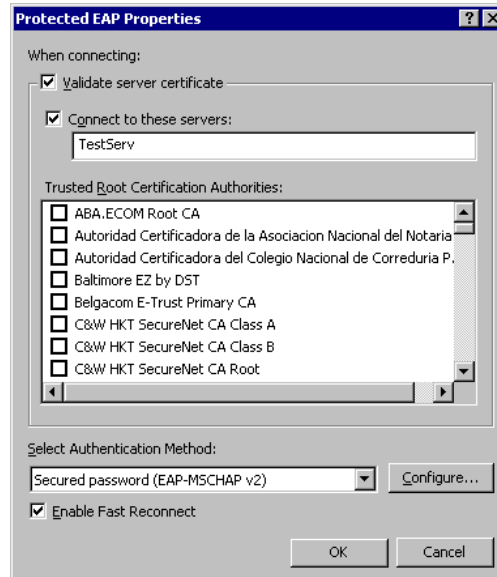 Protected EAP Properties
When connecting:
Validate server certificate
Connect to these servers:
TestServ
Trusted Root Certification Authorities:
ABA.ECOM Root CA
Autoridad Certificadora de la Asociacion Nacional del Notaria
Autoridad Certificadora del Colegio Nacional de Correduria P.
Baltimore EZ by DST
Belgacom E-Trust Primary CA
C&W HKT SecureNet CA Class A
C&W HKT SecureNet CA Class B
C&W HKT SecureNet CA Root
Select Authentication Method:
Secured password (EAP-MSCHAP v2)
Configure...
Enable Fast Reconnect
OK
Cancel